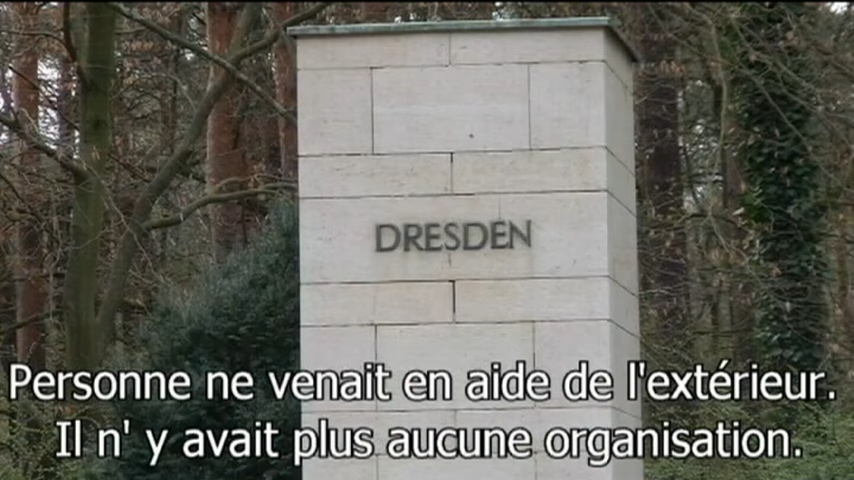 DRESDEN
Personne ne venait en aide de l'extérieur.
Il n' y avait plus aucune organisation.